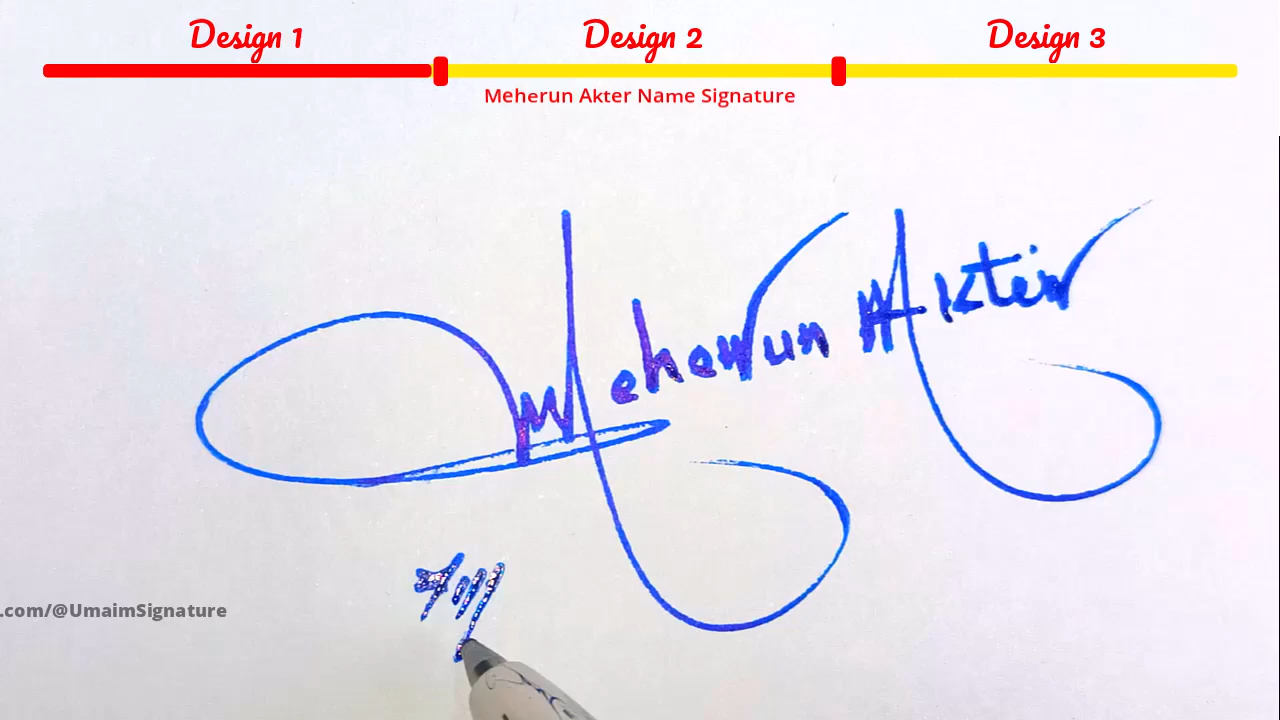 Design 1 Design 2 Design 3
Meherun Akter Name Signature
Meherun Akter
.com/@UmaimSignature